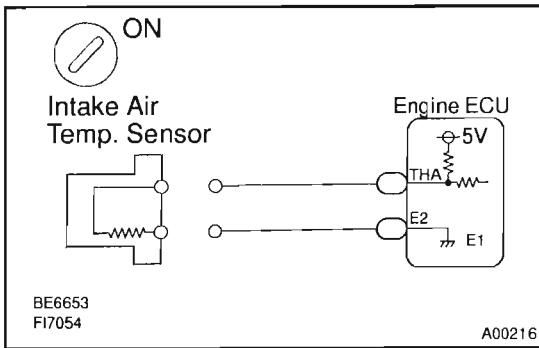 ON
Intake Air
Temp. Sensor
Engine ECU
5V
THA
E2
E1
BE6653
FI7054
A00216